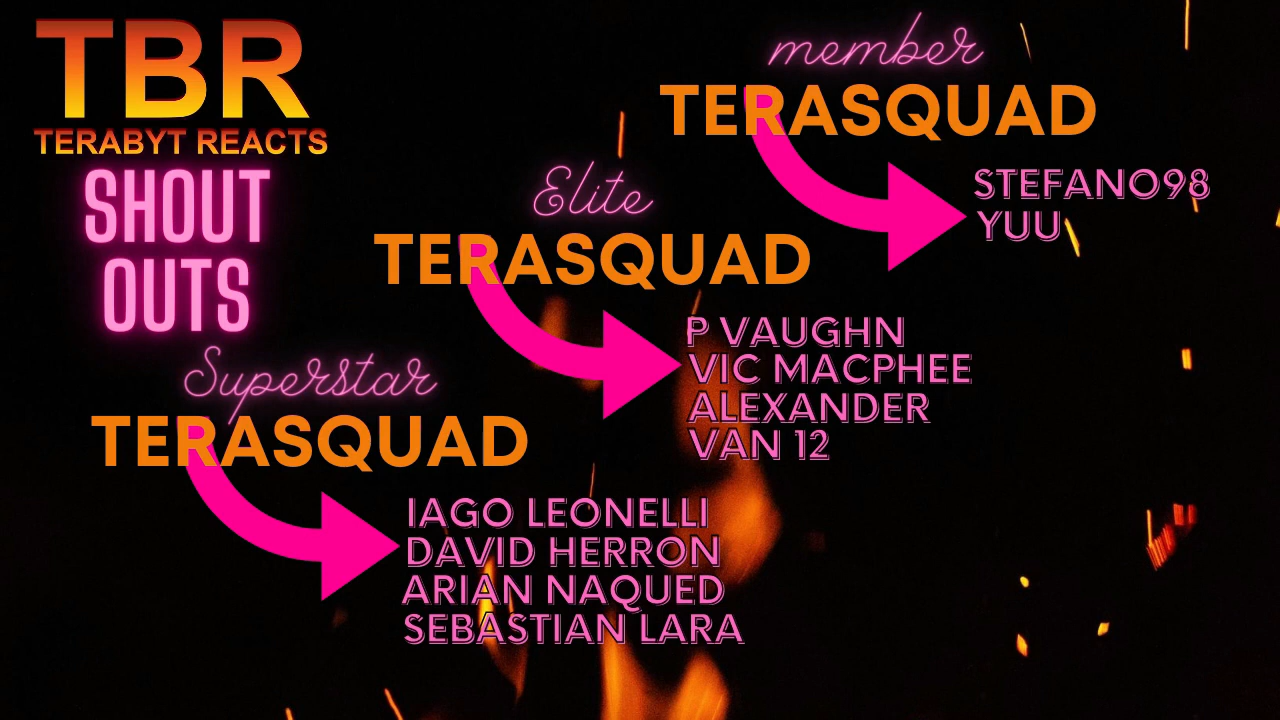 TBR
TERABYT REACTS
SHOUT
OUTS
member
TERASQUAD
STEFANO98
YUU
Elite
TERASQUAD
P VAUGHN
VIC MACPHEE
ALEXANDER
VAN 12
Superstar
TERASQUAD
IAGO LEONELLI
DAVID HERRON
ARIAN NAQUED
SEBASTIAN LARA